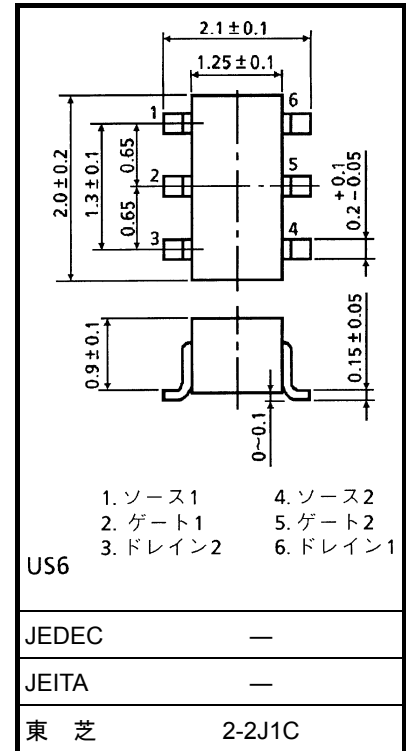 2.1±0.1
1.25±0.1
1
6
2
5
3
4
2.0±0.2
1.3±0.1
0.65
0.65
+0.1
0.2-0.05
0.9±0.1
0.15±0.05
0~0.1
1. ソース1 4. ソース2
2. ゲート1 5. ゲート2
3. ドレイン2 6. ドレイン1
US6
JEDEC —
JEITA —
東 芝 2-2J1C